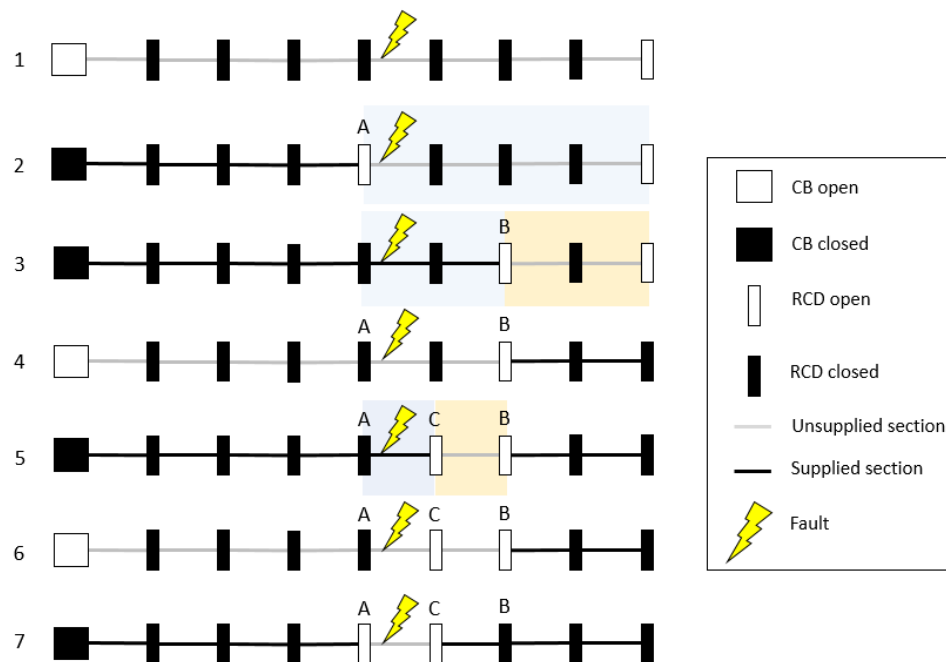 1
A
2
B
3
A B
4
A C B
5
A C B
6
A C B
7
CB open
CB closed
RCD open
RCD closed
Unsupplied section
Supplied section
Fault